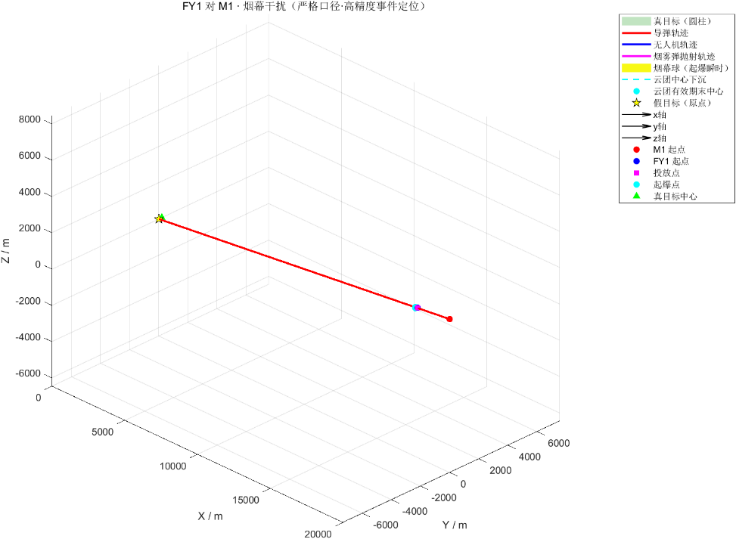 FY1 对 M1 · 烟幕干扰（严格口径·高精度事件定位）
真目标（圆柱）
导弹轨迹
无人机轨迹
烟雾弹抛射轨迹
烟幕球（起爆瞬时）
云团中心下沉
云团有效期末中心
假目标（原点）
x轴
y轴
z轴
M1 起点
FY1 起点
投放点
起爆点
真目标中心
8000
6000
4000
2000
0
-2000
-4000
-6000
Z / m
0
5000
10000
15000
20000
X / m
-6000
-4000
-2000
0
2000
4000
6000
Y / m